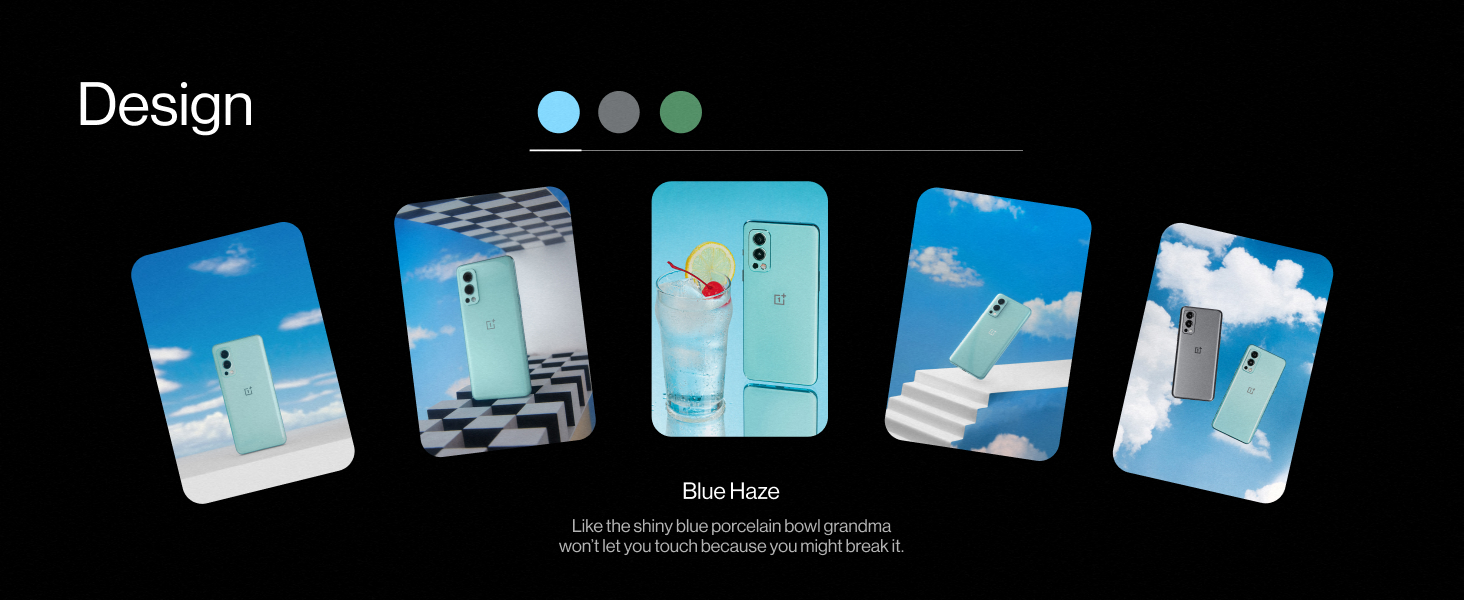 Design
Blue Haze
Like the shiny blue porcelain bowl grandma
won't let you touch because you might break it.